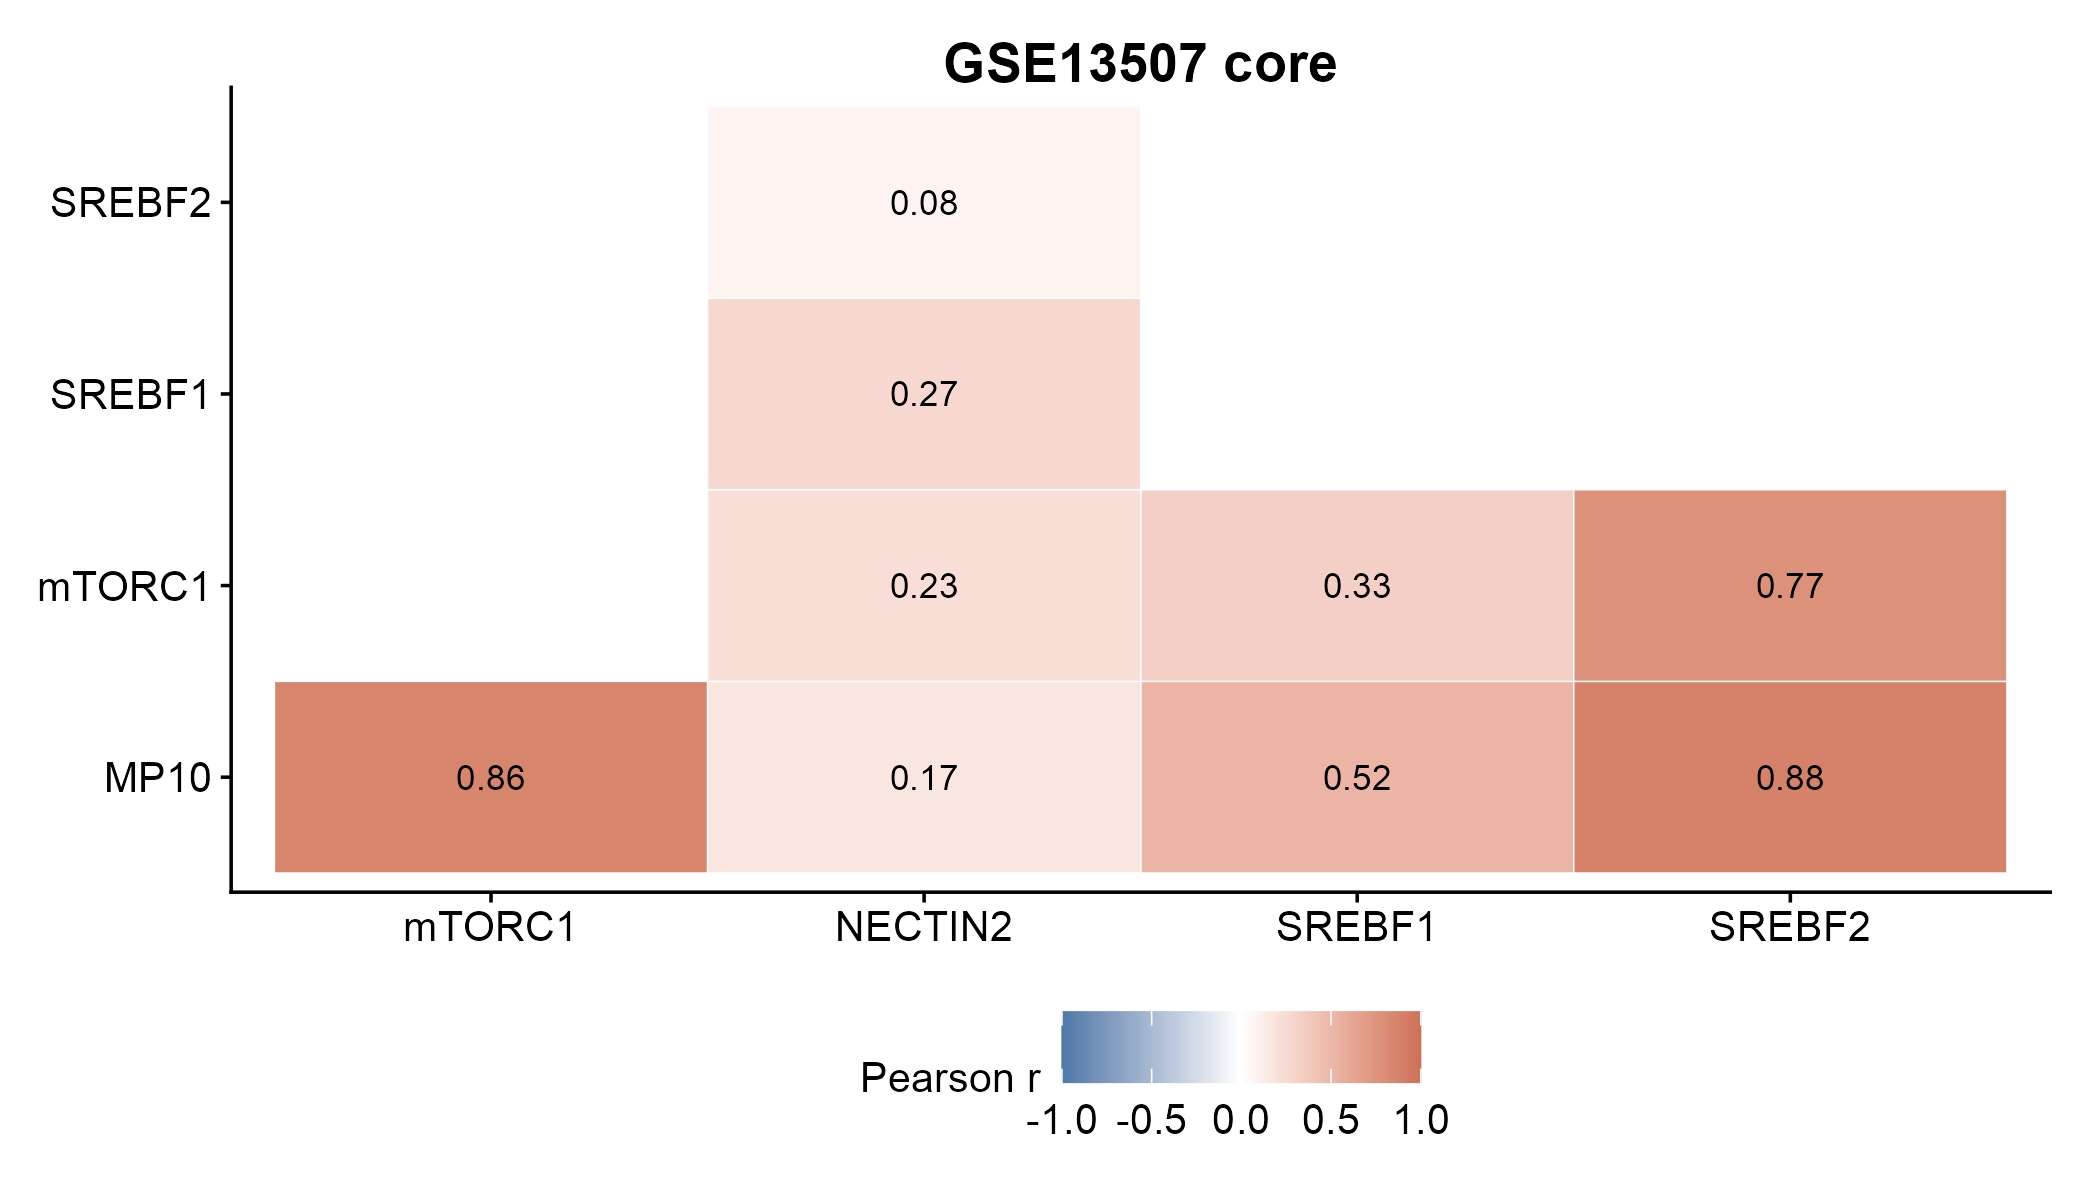 GSE13507 core
SREBF2
0.08
SREBF1
0.27
mTORC1
0.23 0.33 0.77
MP10
0.86 0.17 0.52 0.88
mTORC1 NECTIN2 SREBF1 SREBF2
Pearson r
-1.0 -0.5 0.0 0.5 1.0